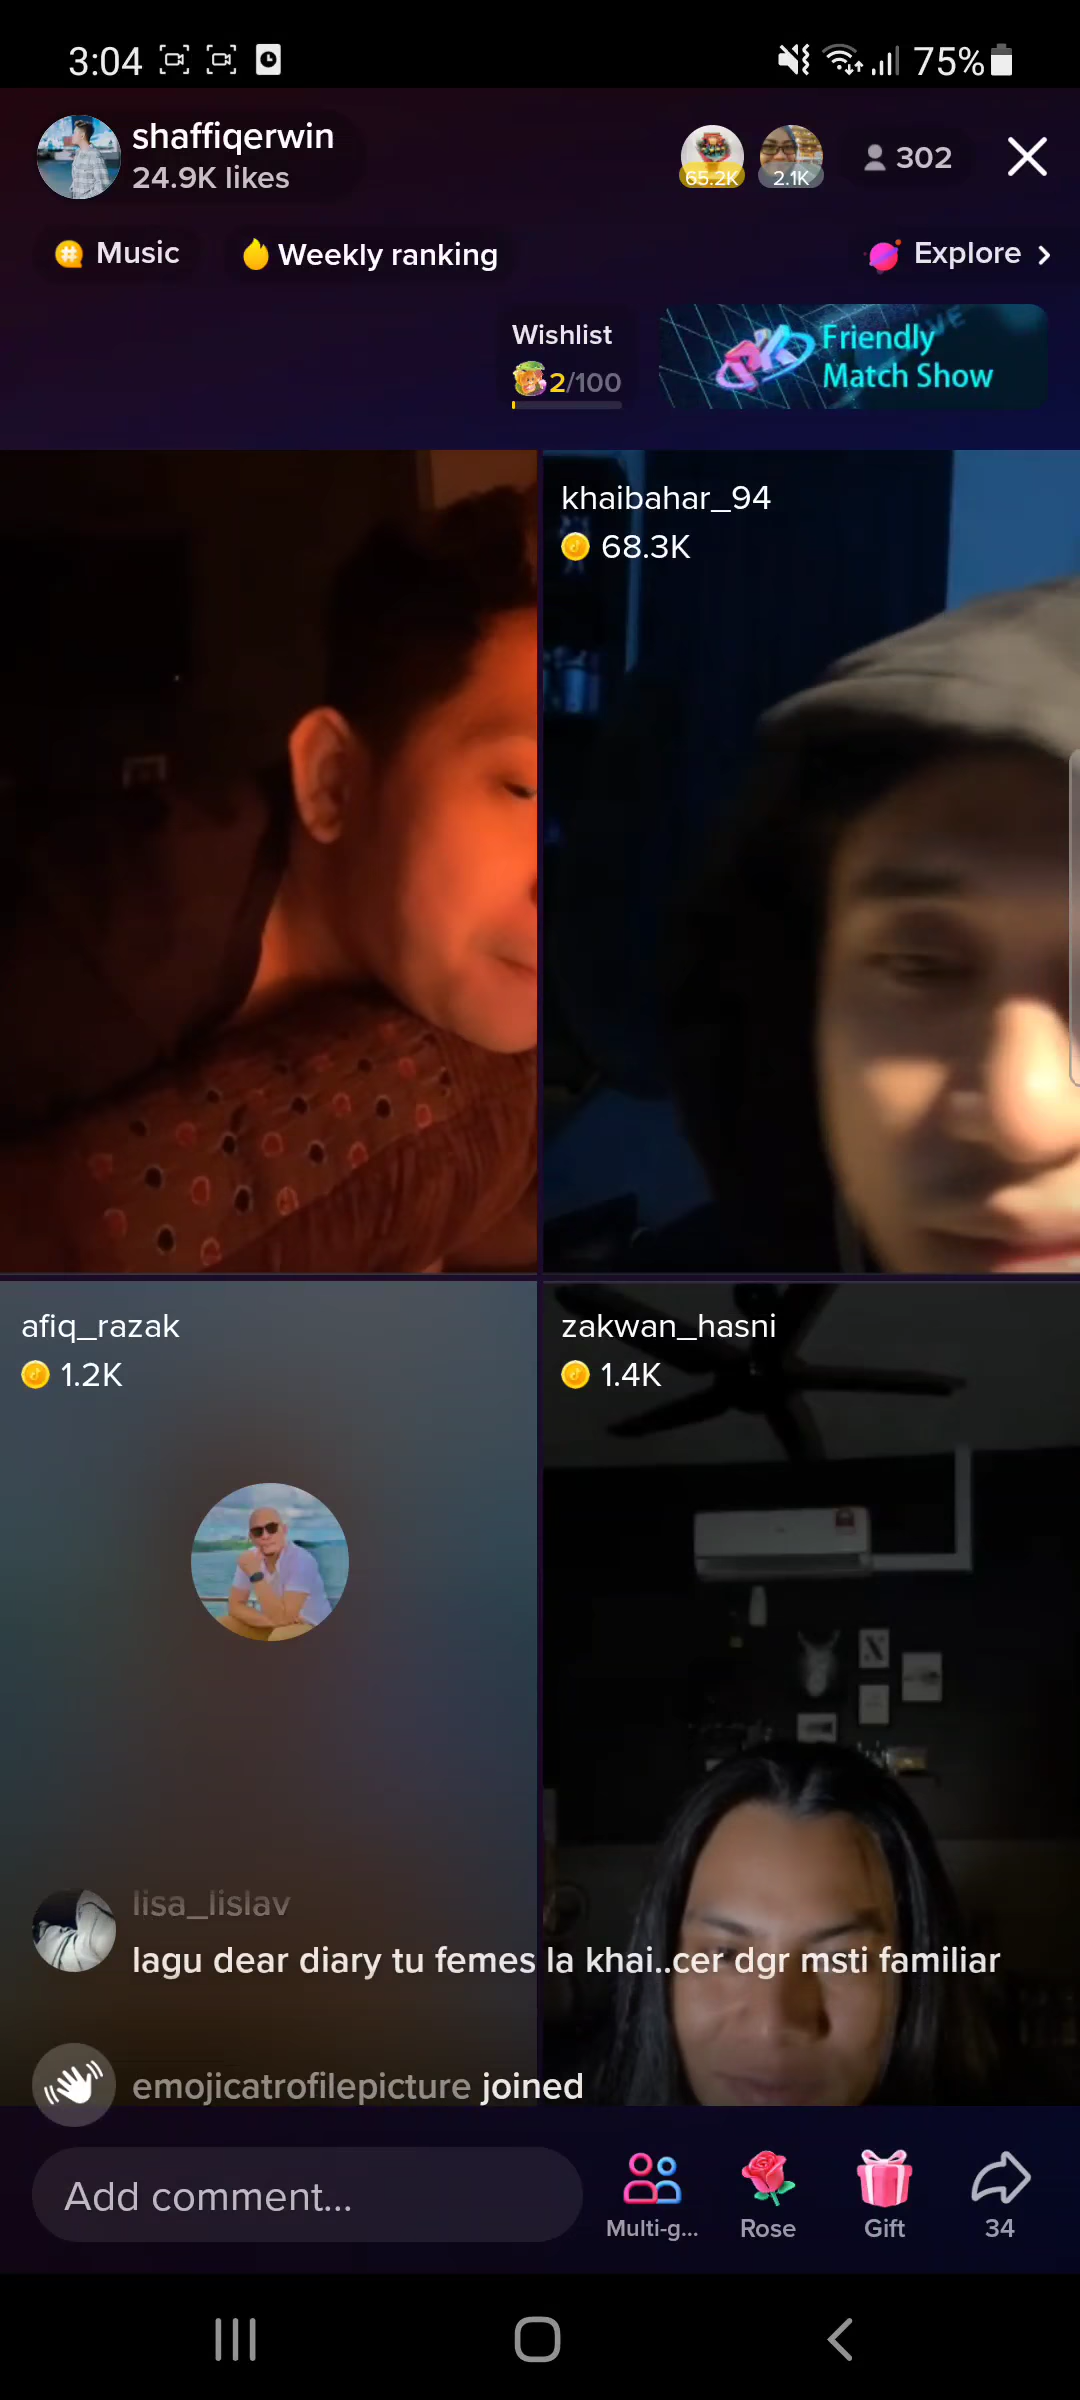 3:04
75%
shaffiqerwin
24.9K likes
65.2K
2.1K
302
Music
Weekly ranking
Explore
Wishlist
2/100
Friendly
Match Show
khaibahar_94
68.3K
afiq_razak
1.2K
zakwan_hasni
1.4K
lisa_lislav
lagu dear diary tu femes la khai..cer dgr msti familiar
emojicatrofilepicture joined
Add comment...
Multi-g...
Rose
Gift
34